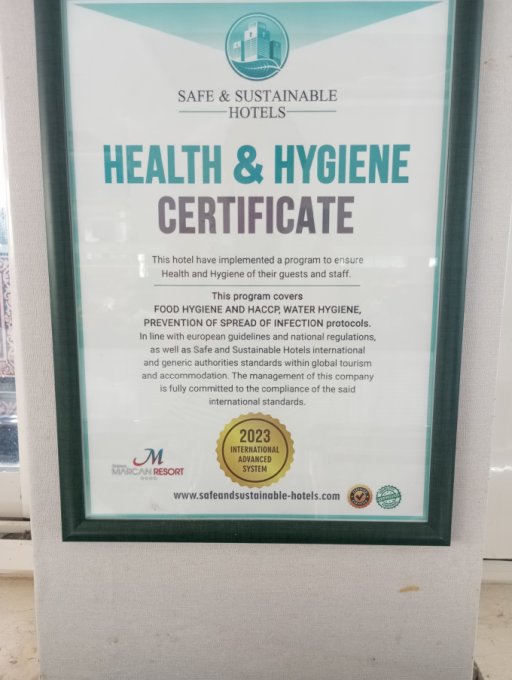 SAFE & SUSTAINABLE
HOTELS
HEALTH & HYGIENE
CERTIFICATE
This hotel have implemented a program to ensure
Health and Hygiene of their guests and staff.
This program covers
FOOD HYGIENE AND HACCP, WATER HYGIENE,
PREVENTION OF SPREAD OF INFECTION protocols.
In line with european guidelines and national regulations,
as well as Safe and Sustainable Hotels international
and generic authorities standards within global tourism
and accommodation. The management of this company
is fully committed to the compliance of the said
international standards.
2023
INTERNATIONAL
ADVANCED
SYSTEM
M
MARCAN RESORT
www.safeandsustainable-hotels.com